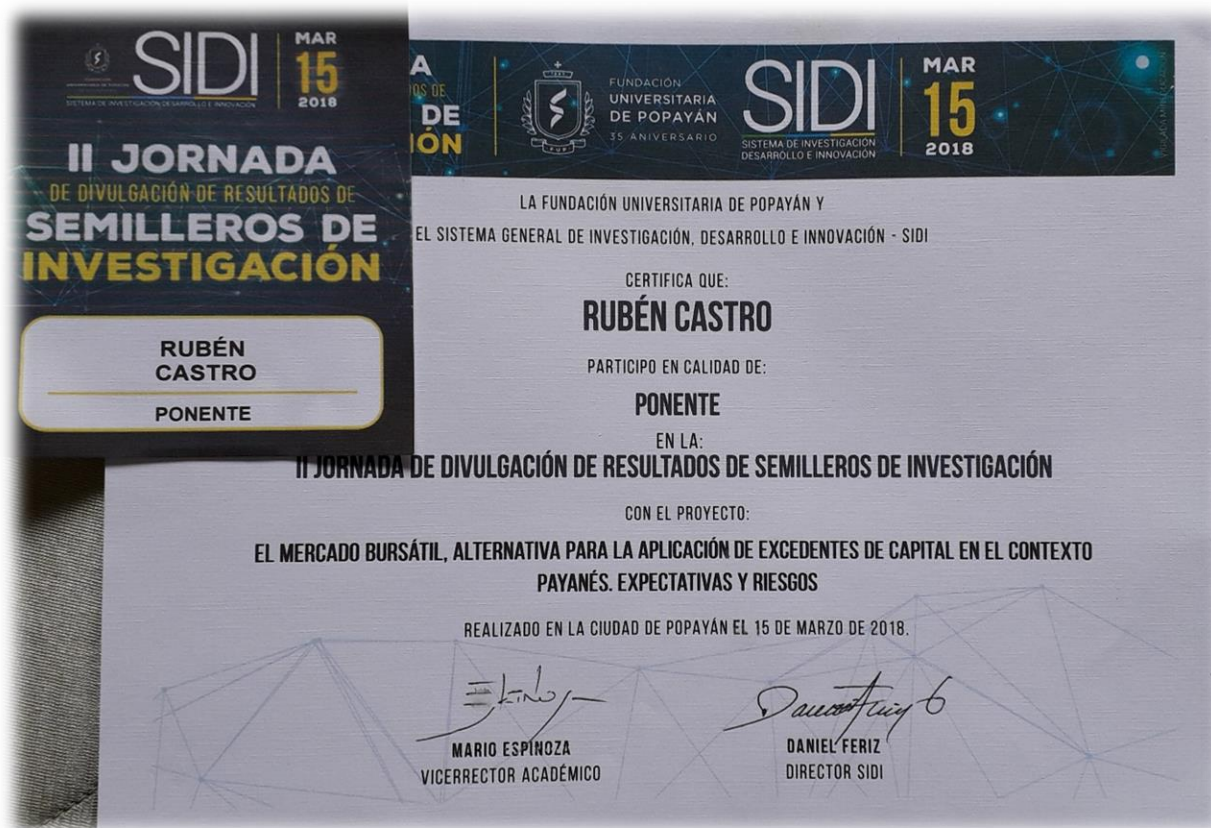 SIDI
SISTEMA DE INVESTIGACIÓN DESARROLLO E INNOVACIÓN
MAR
15
2018
II JORNADA
DE DIVULGACIÓN DE RESULTADOS DE
SEMILLEROS DE
INVESTIGACIÓN
RUBÉN
CASTRO
PONENTE
A
OS DE
DE
IÓN
FUNDACIÓN
UNIVERSITARIA
DE POPAYÁN
35 ANIVERSARIO
SIDI
SISTEMA DE INVESTIGACIÓN
DESARROLLO E INNOVACIÓN
MAR
15
2018
LA FUNDACIÓN UNIVERSITARIA DE POPAYÁN Y
EL SISTEMA GENERAL DE INVESTIGACIÓN, DESARROLLO E INNOVACIÓN - SIDI
CERTIFICA QUE:
RUBÉN CASTRO
PARTICIPO EN CALIDAD DE:
PONENTE
EN LA:
II JORNADA DE DIVULGACIÓN DE RESULTADOS DE SEMILLEROS DE INVESTIGACIÓN
CON EL PROYECTO:
EL MERCADO BURSÁTIL, ALTERNATIVA PARA LA APLICACIÓN DE EXCEDENTES DE CAPITAL EN EL CONTEXTO
PAYANÉS. EXPECTATIVAS Y RIESGOS
REALIZADO EN LA CIUDAD DE POPAYÁN EL 15 DE MARZO DE 2018.
MARIO ESPINOZA
VICERRECTOR ACADÉMICO
DANIEL FERIZ
DIRECTOR SIDI